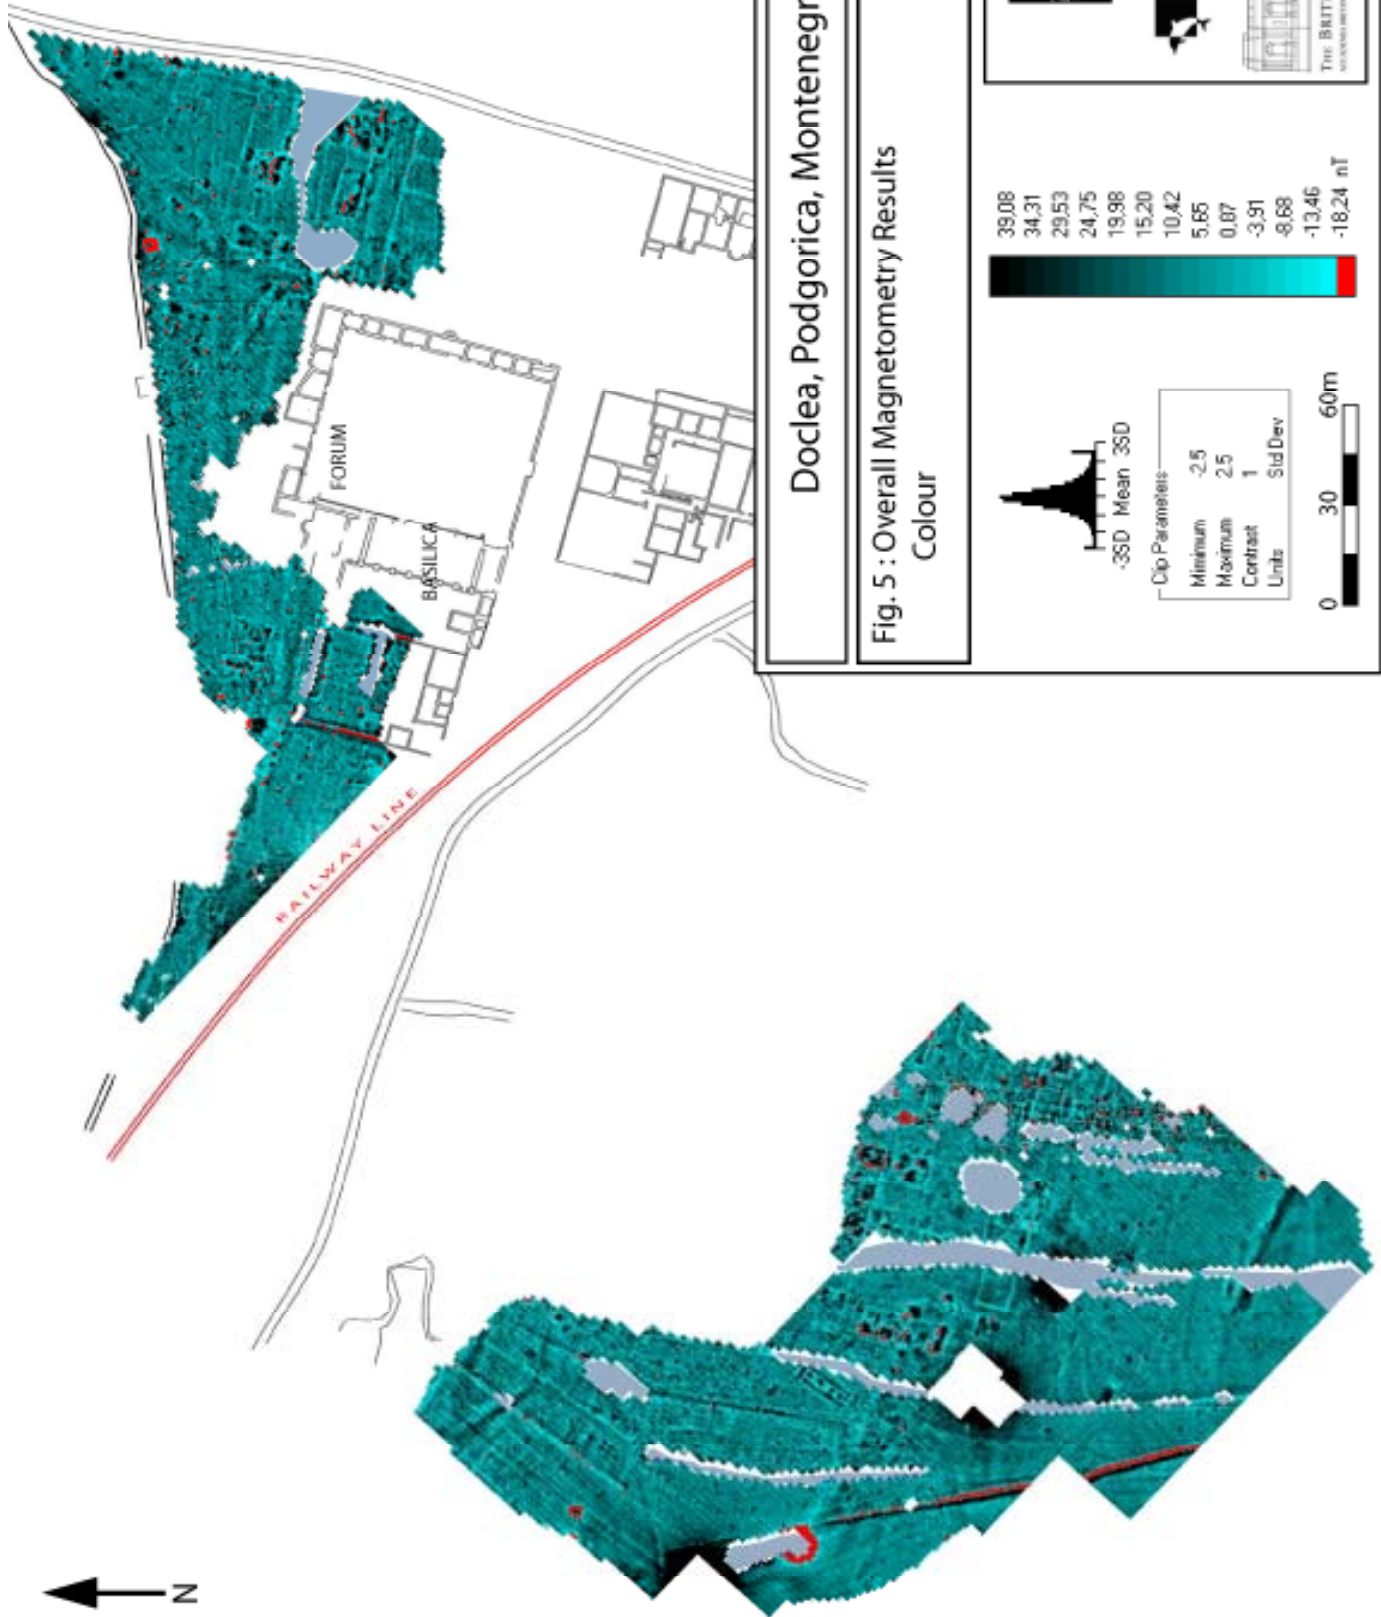 FORUM
BASILICA
RAILWAY LINE
N
Doclea, Podgorica, Montenegr
Fig. 5 : Overall Magnetometry Results
Colour
-3SD Mean 3SD
Clip Parameters
Minimum -2.5
Maximum 2.5
Contrast 1
Units Std Dev
0 30 60m
39,08
34,31
29,53
24,75
19,98
15,20
10,42
5,65
0,87
-3,91
-8,68
-13,46
-18,24 nT
THE BRIT